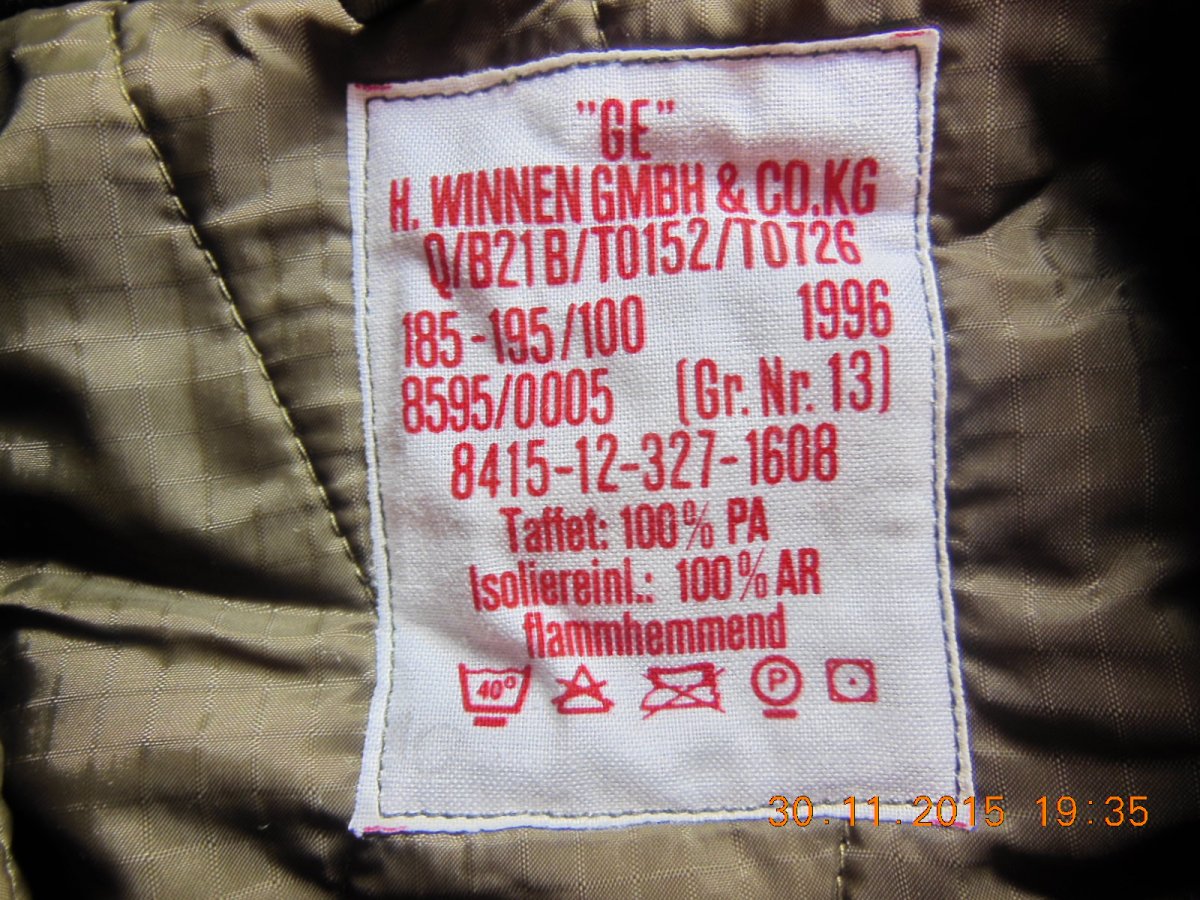 "GE"
H. WINNEN GMBH & CO.KG
Q/B21B/T0152/T0726
185-195/100 1996
8595/0005 (Gr. Nr. 13)
8415-12-327-1608
Taffet: 100% PA
Isoliereinl.: 100% AR
flammhemmend
40° P
30.11.2015 19:35